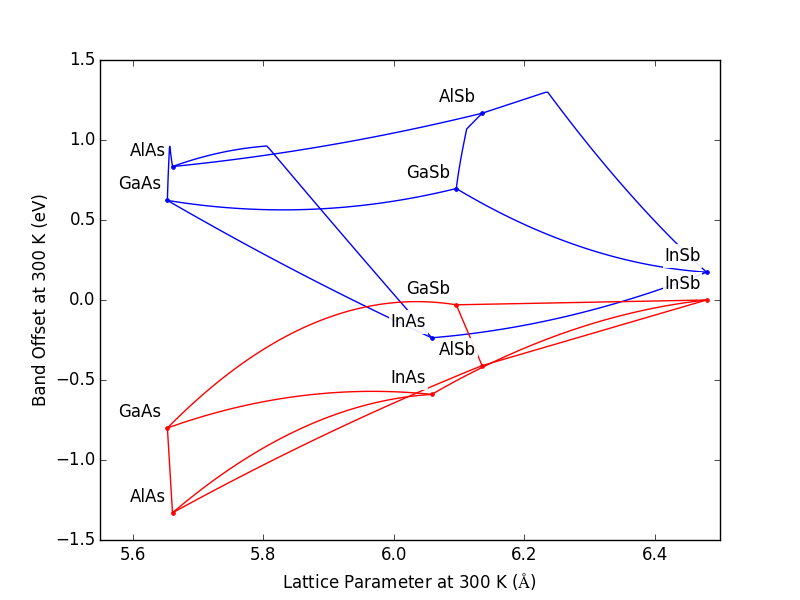 1.5
AlSb
1.0
AlAs
GaAs
GaSb
0.5
InSb
InSb
0.0
GaSb
InAs
AlSb
−0.5
InAs
GaAs
−1.0
AlAs
−1.5
5.6 5.8 6.0 6.2 6.4
Lattice Parameter at 300 K (Å)
Band Offset at 300 K (eV)